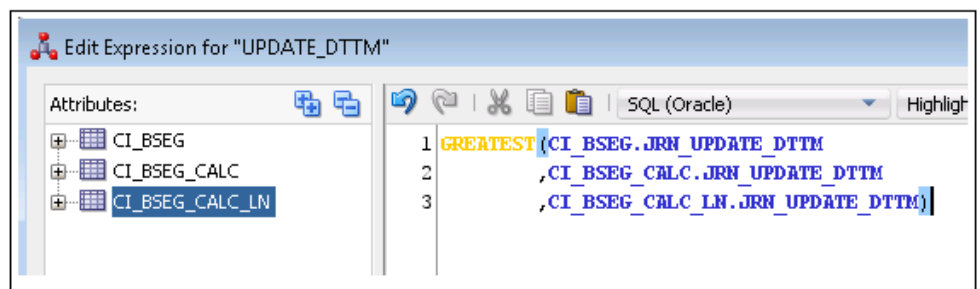 Edit Expression for "UPDATE_DTTM"
Attributes:
CI_BSEG
CI_BSEG_CALC
CI_BSEG_CALC_LN
SQL (Oracle)
Highligh
1 GREATEST(CI_BSEG.JRN_UPDATE_DTTM
2 ,CI_BSEG_CALC.JRN_UPDATE_DTTM
3 ,CI_BSEG_CALC_LN.JRN_UPDATE_DTTM)